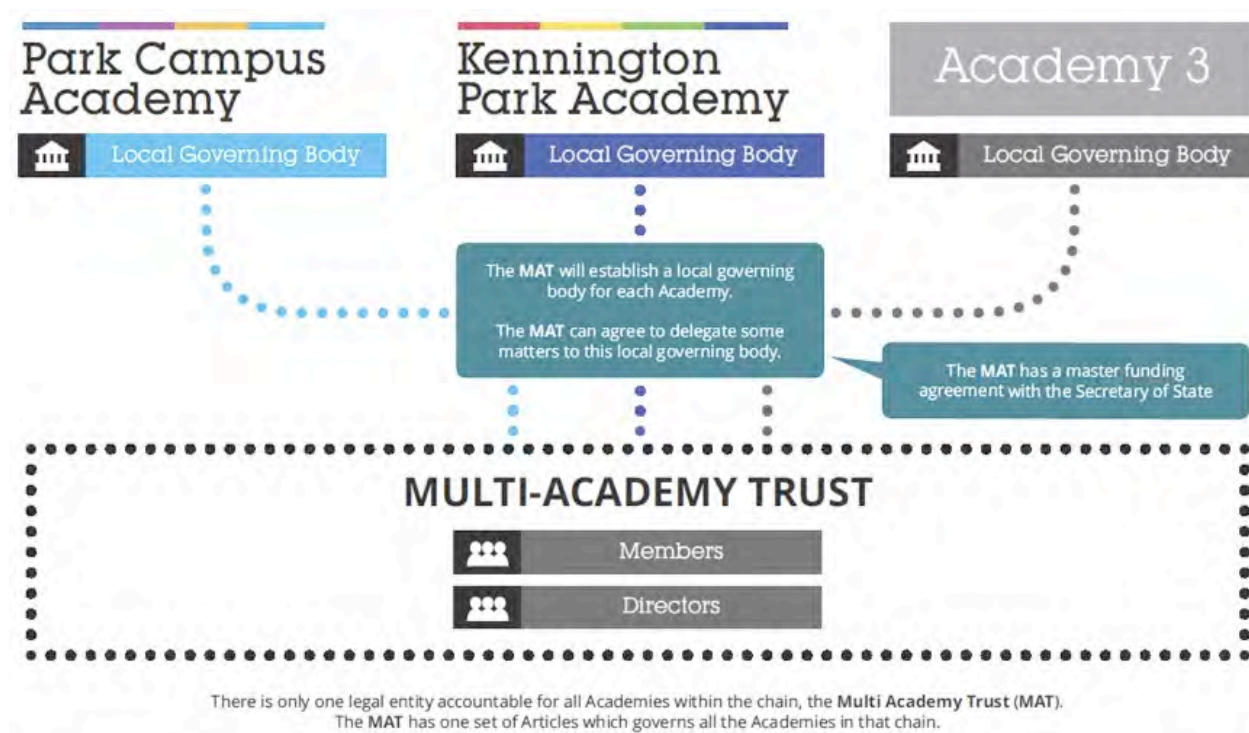 Park Campus
Academy
Kennington
Park Academy
Academy 3
Local Governing Body
Local Governing Body
Local Governing Body
The MAT will establish a local governing
body for each Academy.
The MAT can agree to delegate some
matters to this local governing body.
The MAT has a master funding
agreement with the Secretary of State
MULTI-ACADEMY TRUST
Members
Directors
There is only one legal entity accountable for all Academies within the chain, the Multi Academy Trust (MAT).
The MAT has one set of Articles which governs all the Academies in that chain.